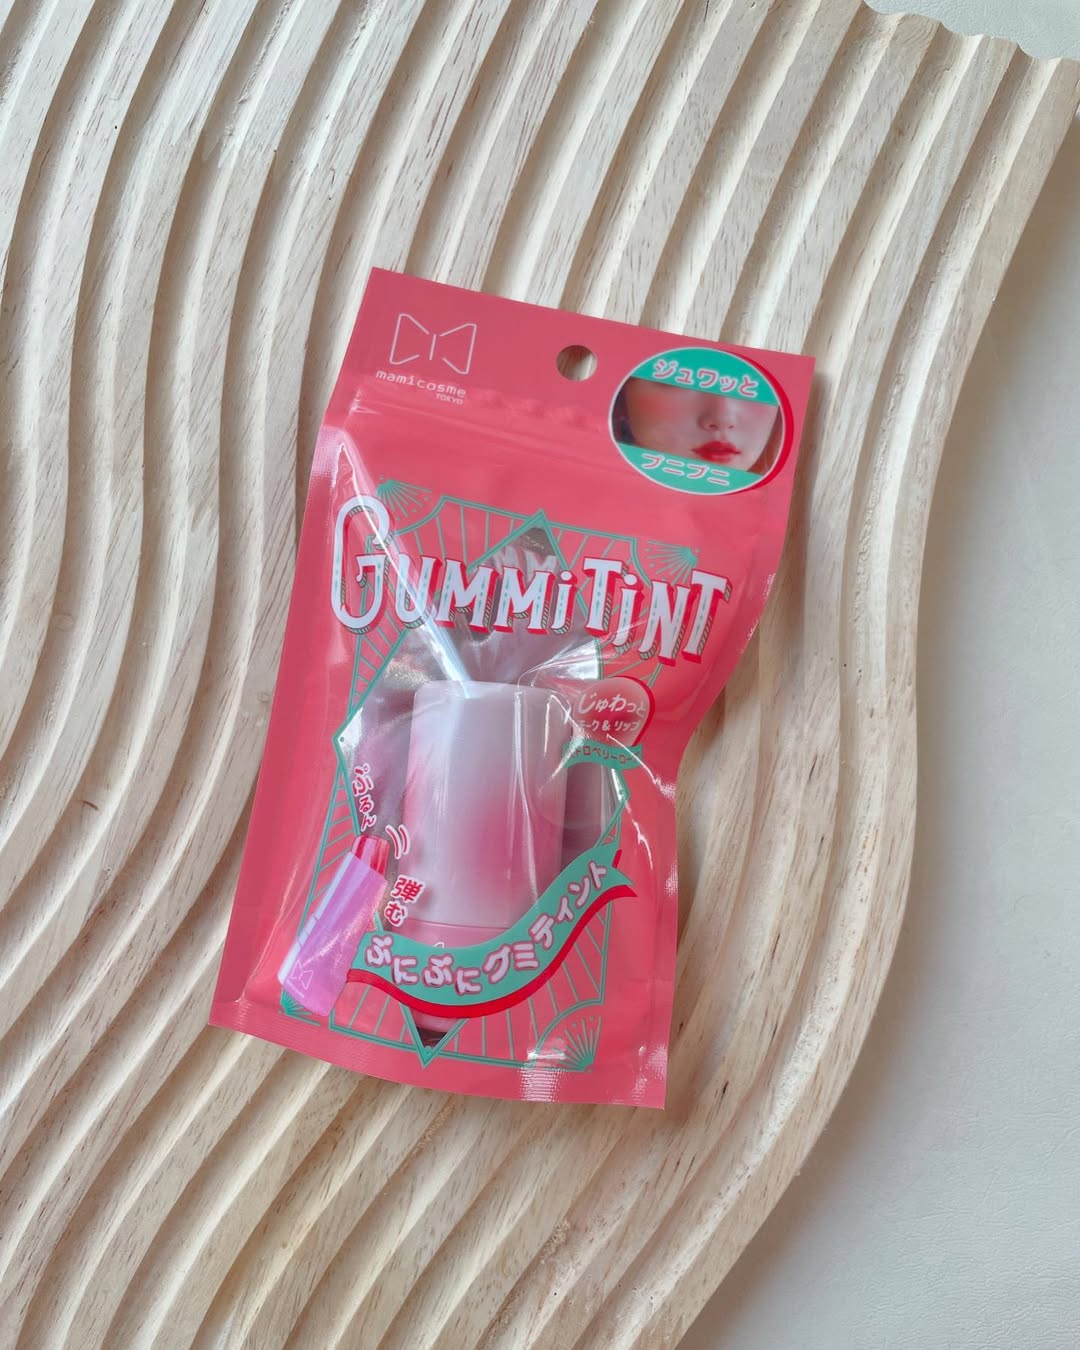 mamicosme
TOKYO
ジュワッと
プニプニ
GUMMiTiNT
じゅわっと
チーク & リップ
ぷるん
弾む
ぷにぷにグミティント